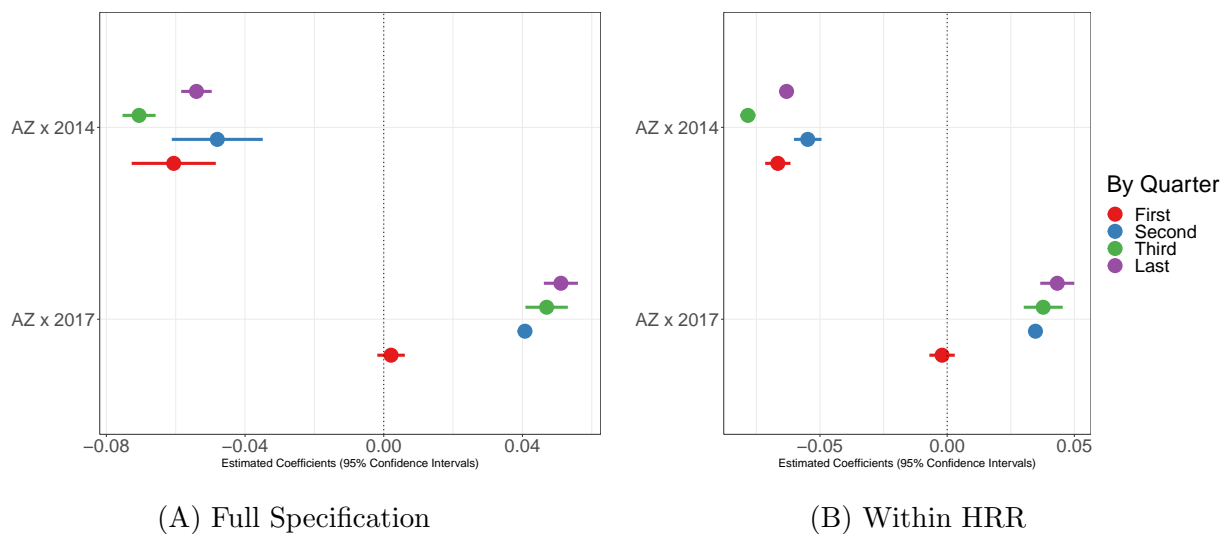 AZ x 2014
AZ x 2017
−0.08
−0.04
0.00
0.04
Estimated Coefficients (95% Confidence Intervals)
(A) Full Specification
AZ x 2014
AZ x 2017
−0.05
0.00
0.05
Estimated Coefficients (95% Confidence Intervals)
(B) Within HRR
By Quarter
First
Second
Third
Last